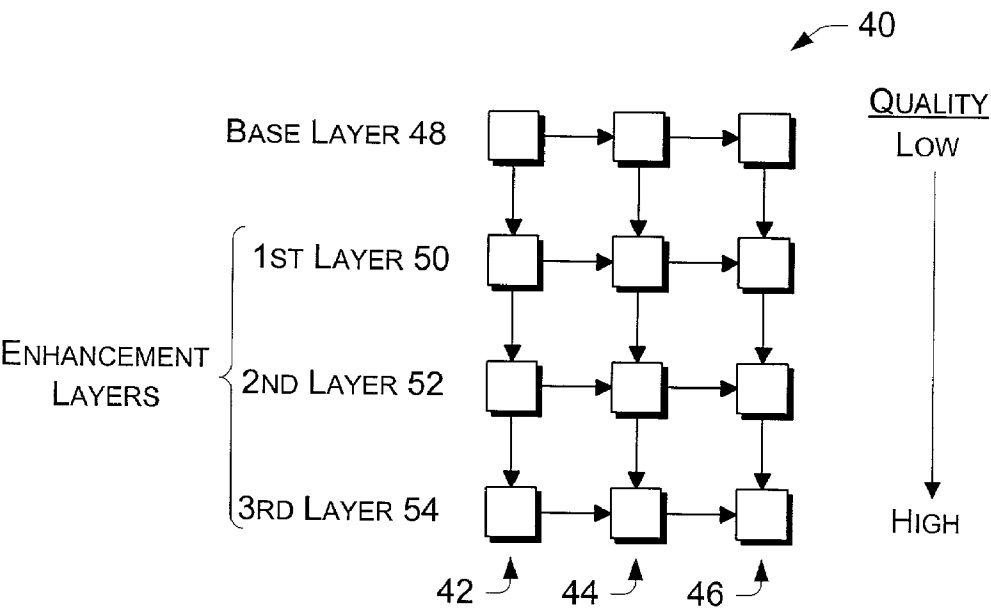 40
QUALITY
LOW
BASE LAYER 48
1ST LAYER 50
ENHANCEMENT
LAYERS
2ND LAYER 52
3RD LAYER 54
HIGH
42
44
46